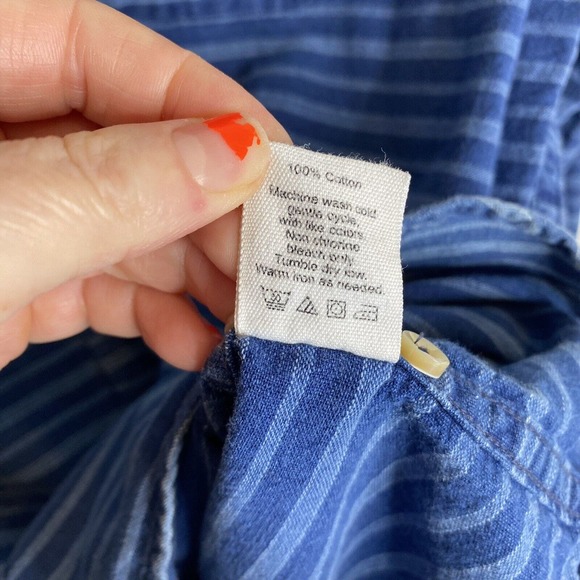 100% Cotton
Machine wash cold
gentle cycle,
with like colors.
Non chlorine
bleach only.
Tumble dry low.
Warm iron as needed.